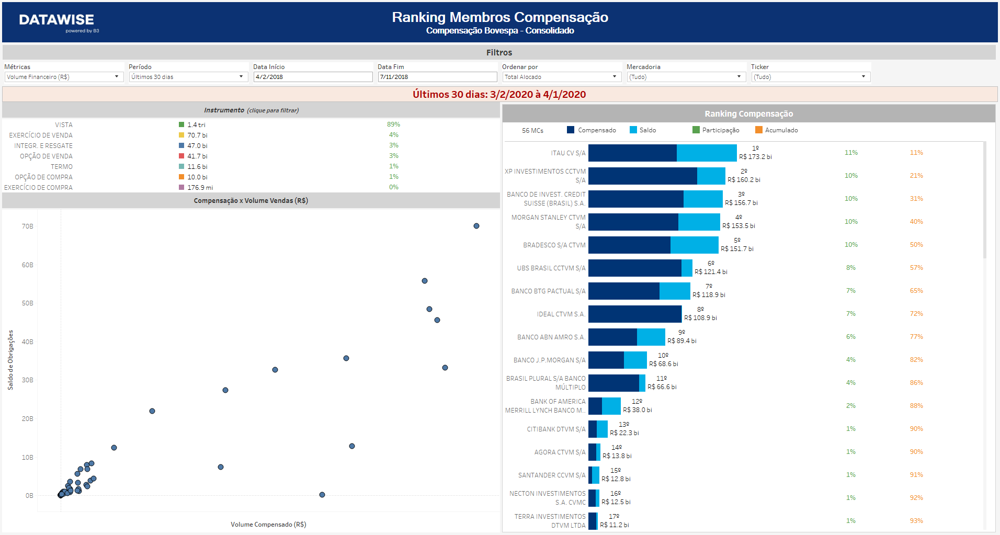 DATAWISE
powered by B3
Ranking Membros Compensação
Compensação Bovespa - Consolidado
Filtros
Métricas
Volume Financeiro (R$)
Período
Últimos 30 dias
Data Início
4/2/2018
Data Fim
7/11/2018
Ordenar por
Total Alocado
Mercadoria
(Tudo)
Ticker
(Tudo)
Últimos 30 dias: 3/2/2020 à 4/1/2020
Instrumento (clique para filtrar)
VISTA 1.4 tri 89%
EXERCÍCIO DE VENDA 70.7 bi 4%
INTEGR. E RESGATE 47.0 bi 3%
OPÇÃO DE VENDA 41.7 bi 3%
TERMO 11.6 bi 1%
OPÇÃO DE COMPRA 10.0 bi 1%
EXERCÍCIO DE COMPRA 176.9 mi 0%
Compensação x Volume Vendas (R$)
Saldo de Obrigações
70B
60B
50B
40B
30B
20B
10B
0B
Volume Compensado (R$)
Ranking Compensação
56 MCs Compensado Saldo Participação Acumulado
ITAU CV S/A
1º
R$ 173.2 bi
11% 11%
XP INVESTIMENTOS CCTVM
S/A
2º
R$ 160.2 bi
10% 21%
BANCO DE INVEST. CREDIT
SUISSE (BRASIL) S.A.
3º
R$ 156.7 bi
10% 31%
MORGAN STANLEY CTVM
S/A
4º
R$ 153.5 bi
10% 40%
BRADESCO S/A CTVM
5º
R$ 151.7 bi
10% 50%
UBS BRASIL CCTVM S/A
6º
R$ 121.4 bi
8% 57%
BANCO BTG PACTUAL S/A
7º
R$ 118.9 bi
7% 65%
IDEAL CTVM S.A.
8º
R$ 108.9 bi
7% 72%
BANCO ABN AMRO S.A.
9º
R$ 89.4 bi
6% 77%
BANCO J.P.MORGAN S/A
10º
R$ 68.6 bi
4% 82%
BRASIL PLURAL S/A BANCO
MÚLTIPLO
11º
R$ 66.6 bi
4% 86%
BANK OF AMERICA
MERRILL LYNCH BANCO M..
12º
R$ 38.0 bi
2% 88%
CITIBANK DTVM S/A
13º
R$ 22.3 bi
1% 90%
AGORA CTVM S/A
14º
R$ 13.8 bi
1% 90%
SANTANDER CCVM S/A
15º
R$ 12.8 bi
1% 91%
NECTON INVESTIMENTOS
S.A. CVMC
16º
R$ 12.5 bi
1% 92%
TERRA INVESTIMENTOS
DTVM LTDA
17º
R$ 11.2 bi
1% 93%